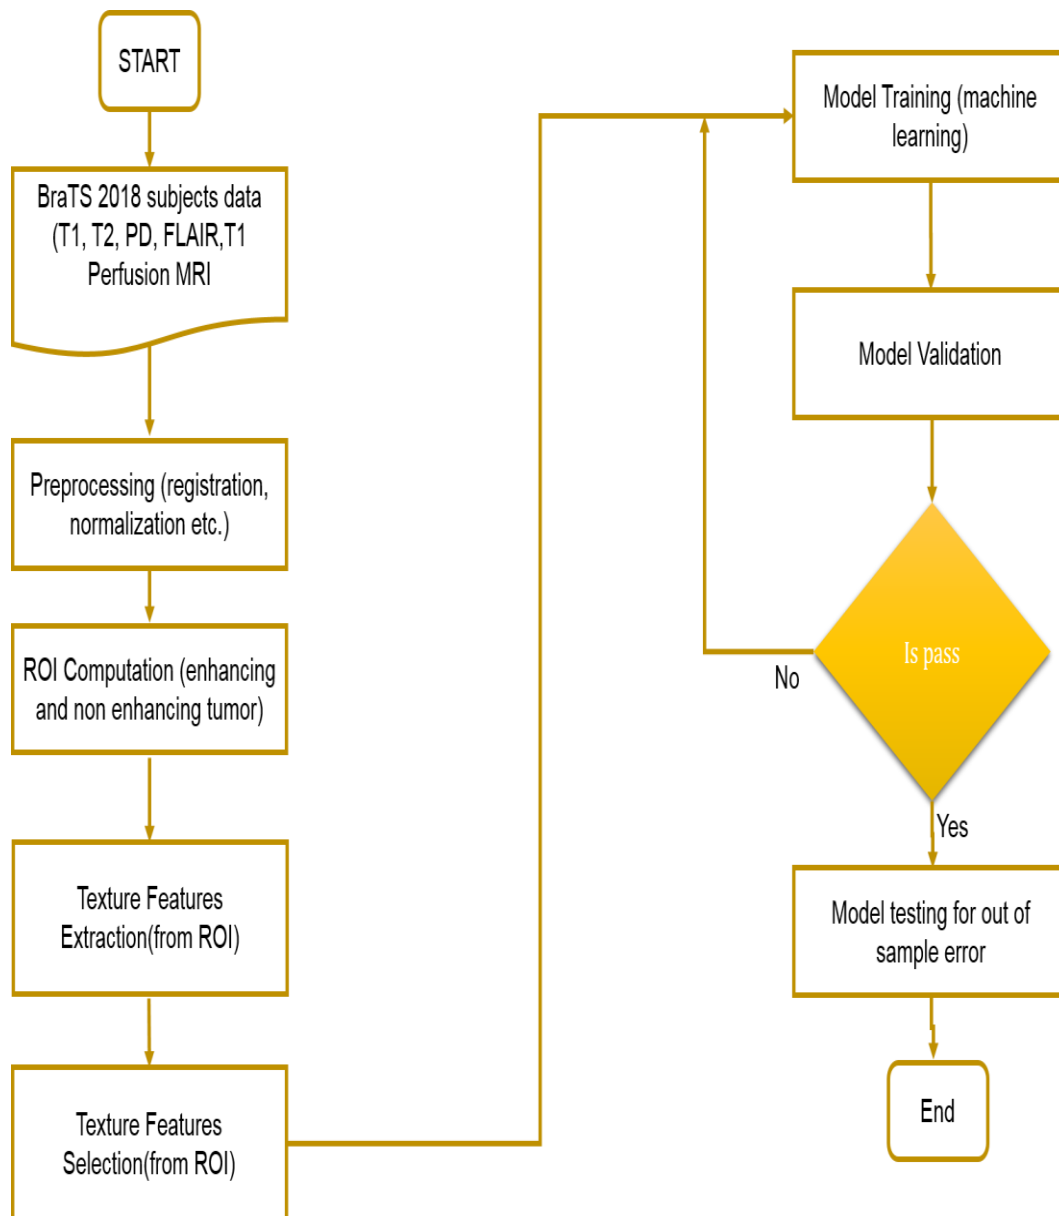 START
BraTS 2018 subjects data
(T1, T2, PD, FLAIR,T1
Perfusion MRI
Preprocessing (registration,
normalization etc.)
ROI Computation (enhancing
and non enhancing tumor)
Texture Features
Extraction(from ROI)
Texture Features
Selection(from ROI)
Model Training (machine
learning)
Model Validation
Is pass
No
Yes
Model testing for out of
sample error
End